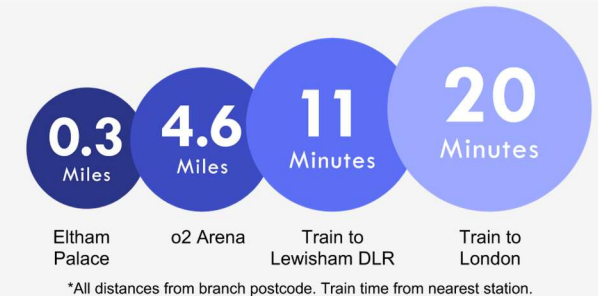 0.3
Miles
4.6
Miles
11
Minutes
20
Minutes
Eltham
Palace
o2 Arena
Train to
Lewisham DLR
Train to
London
*All distances from branch postcode. Train time from nearest station.